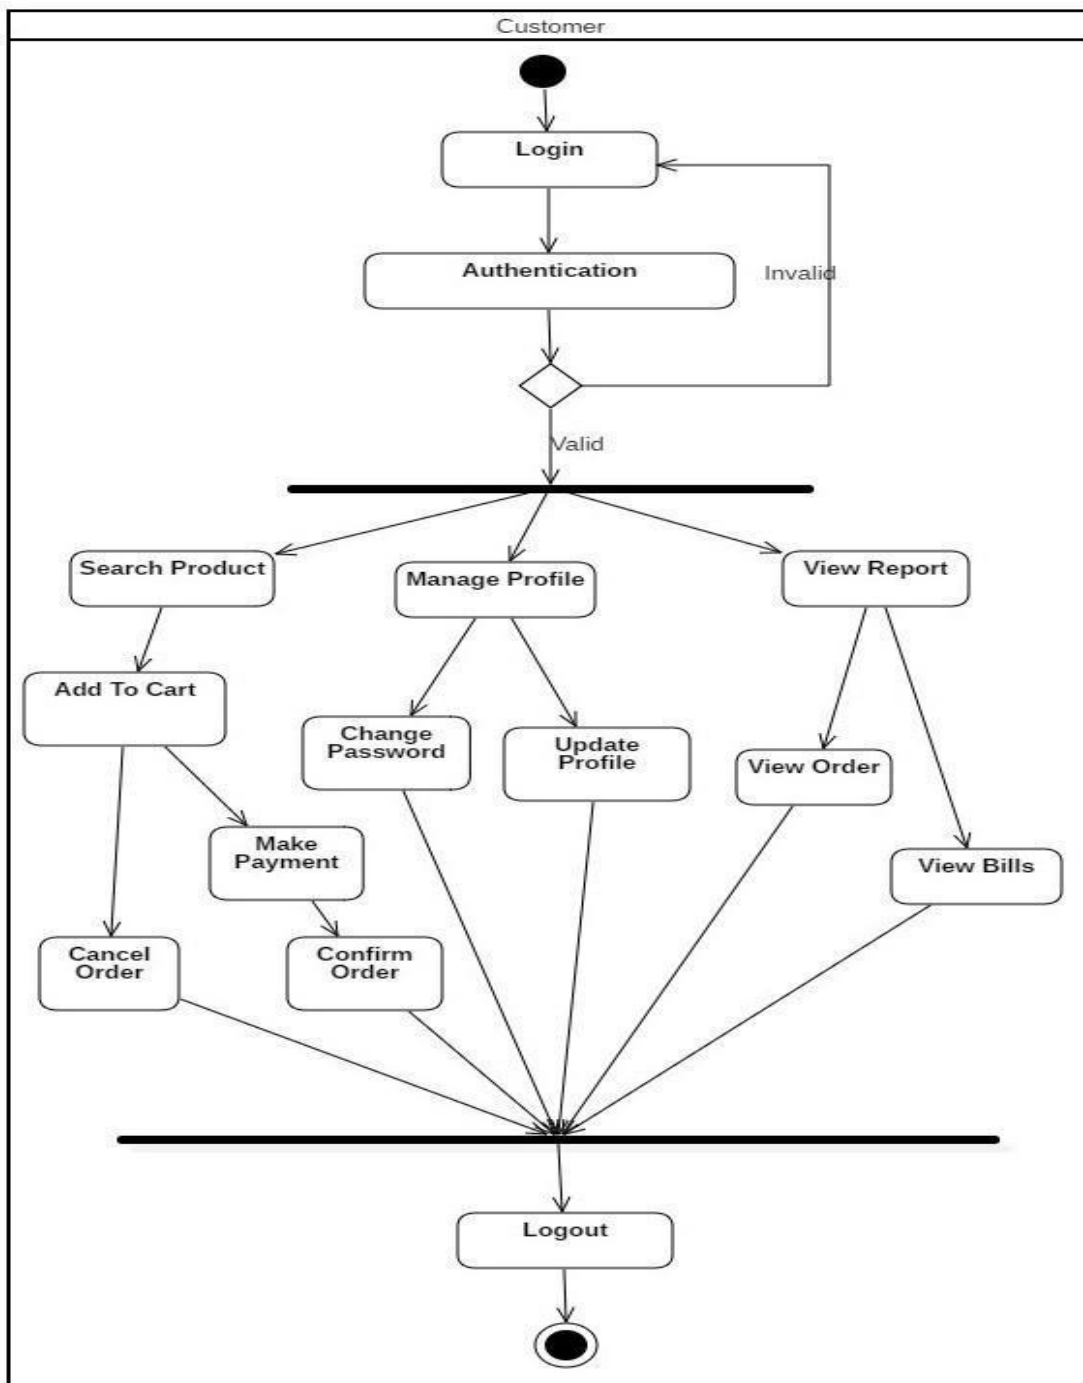 Customer
Login
Authentication
Invalid
Valid
Search Product
Manage Profile
View Report
Add To Cart
Change
Password
Update
Profile
View Order
Make
Payment
View Bills
Cancel
Order
Confirm
Order
Logout